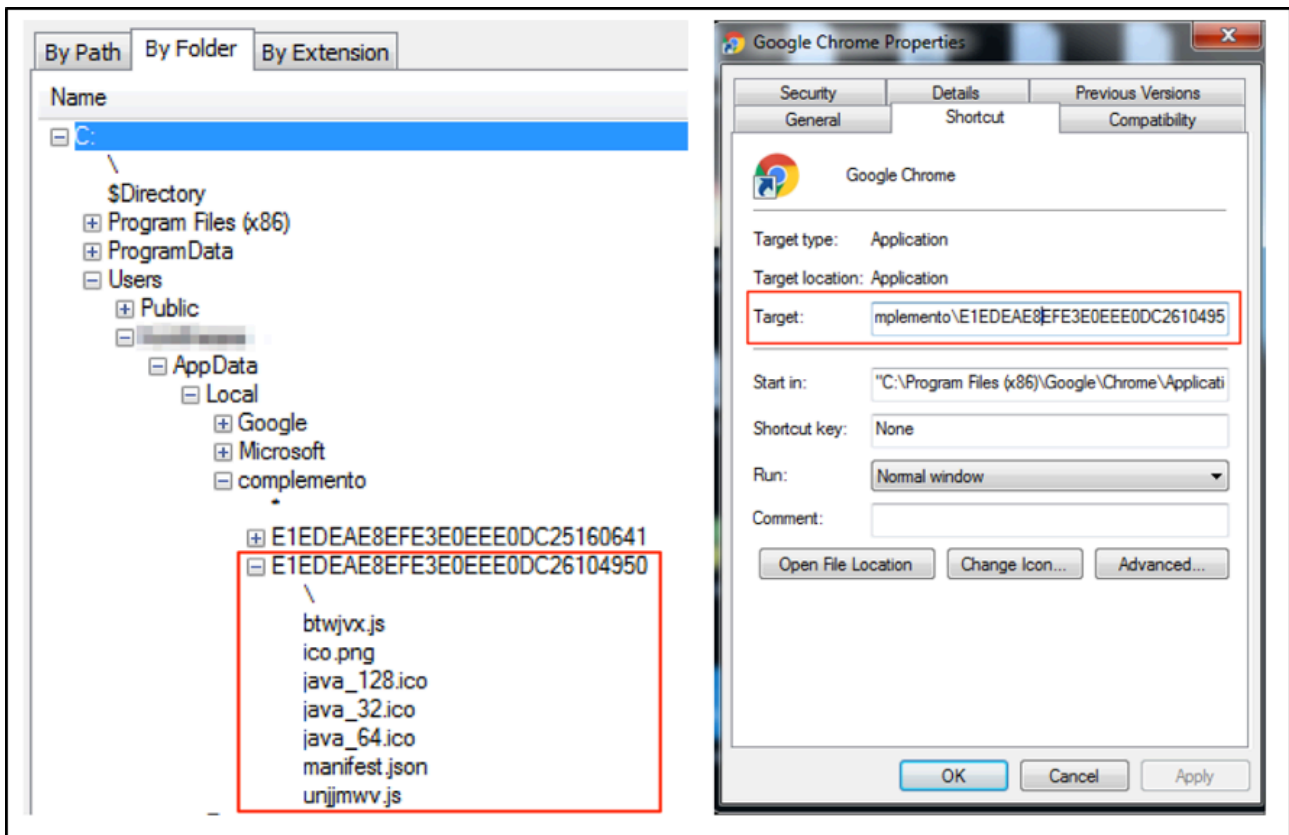 By Path By Folder By Extension
Name
C:
\
$Directory
Program Files (x86)
ProgramData
Users
Public
AppData
Local
Google
Microsoft
complemento
*
E1EDEAE8EFE3E0EEE0DC25160641
E1EDEAE8EFE3E0EEE0DC26104950
\
btwjvx.js
ico.png
java_128.ico
java_32.ico
java_64.ico
manifest.json
unjjmwv.js
Google Chrome Properties
Security Details Previous Versions
General Shortcut Compatibility
Google Chrome
Target type: Application
Target location: Application
Target: mplemento\E1EDEAE8EFE3E0EEE0DC2610495
Start in: "C:\Program Files (x86)\Google\Chrome\Applicati
Shortcut key: None
Run: Normal window
Comment:
Open File Location Change Icon... Advanced...
OK Cancel Apply